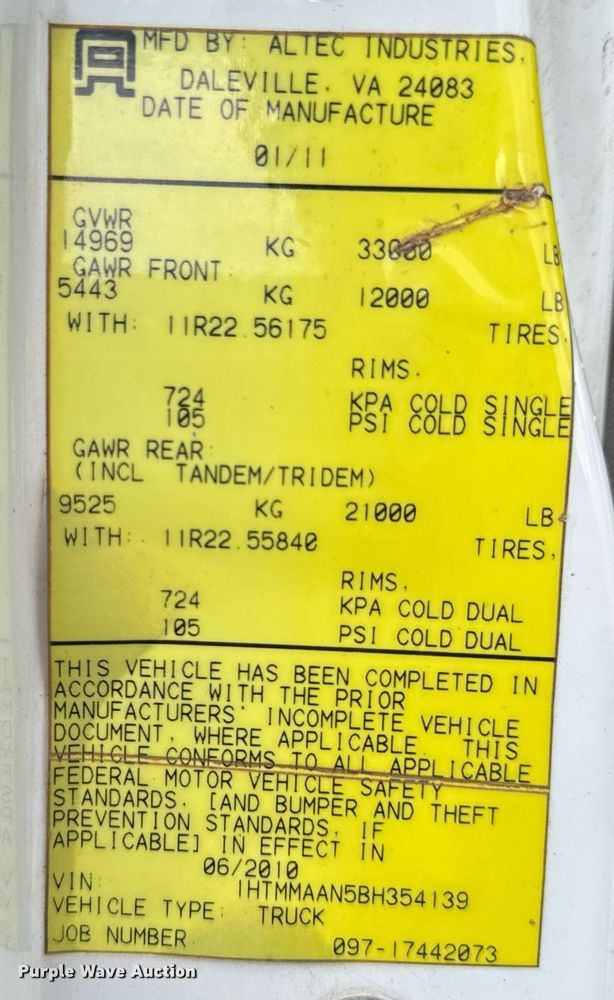 MFD BY: ALTEC INDUSTRIES,
DALEVILLE. VA 24083
DATE OF MANUFACTURE
01/11
GVWR
14969 KG 33000 LB
GAWR FRONT:
5443 KG 12000 LB
WITH: 11R22.56175 TIRES,
RIMS.
724 KPA COLD SINGLE
105 PSI COLD SINGLE
GAWR REAR:
(INCL TANDEM/TRIDEM)
9525 KG 21000 LB
WITH: 11R22.55840 TIRES,
RIMS,
724 KPA COLD DUAL
105 PSI COLD DUAL
THIS VEHICLE HAS BEEN COMPLETED IN
ACCORDANCE WITH THE PRIOR
MANUFACTURERS' INCOMPLETE VEHICLE
DOCUMENT, WHERE APPLICABLE. THIS
VEHICLE CONFORMS TO ALL APPLICABLE
FEDERAL MOTOR VEHICLE SAFETY
STANDARDS, [AND BUMPER AND THEFT
PREVENTION STANDARDS, IF
APPLICABLE] IN EFFECT IN
06/2010
VIN: 1HTMMAAN5BH354139
VEHICLE TYPE: TRUCK
JOB NUMBER 097-17442073
Purple Wave Auction